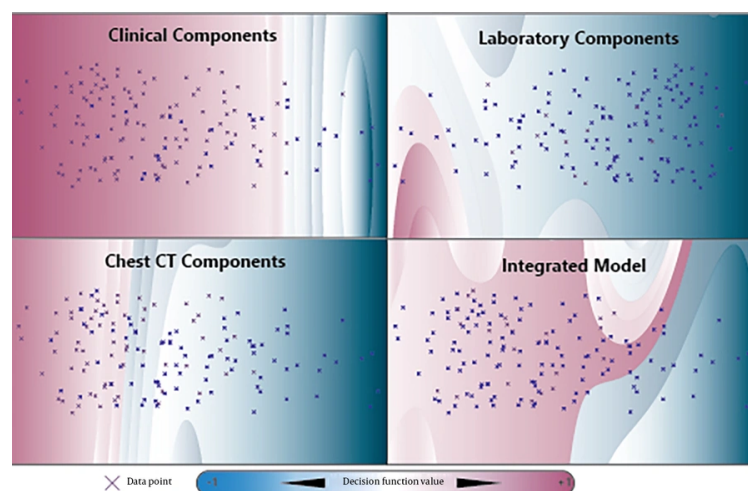 Clinical Components
Laboratory Components
Chest CT Components
Integrated Model
Data point
-1
Decision function value
+1